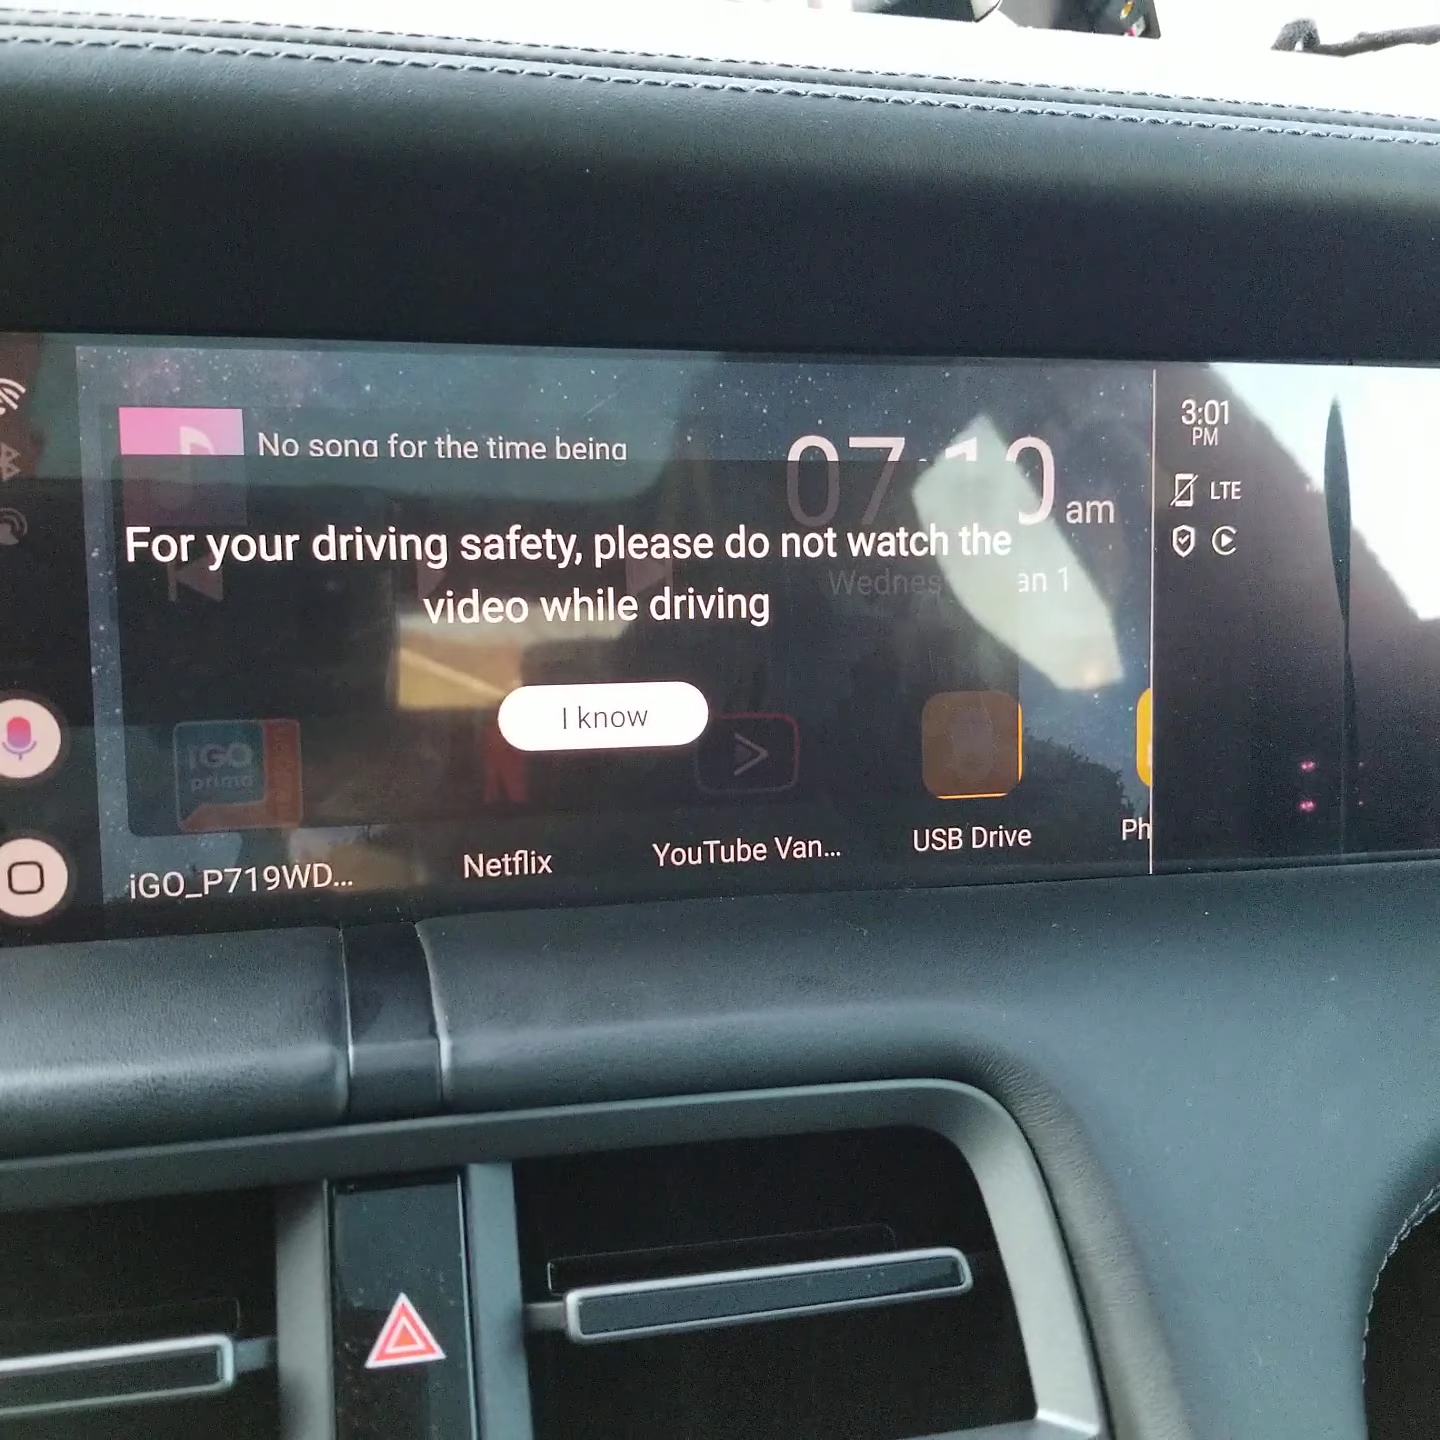 No song for the time being
07:10 am
3:01
PM
LTE
For your driving safety, please do not watch the
Wednes an 1
video while driving
I know
iGO
primo
iGO_P719WD...
Netflix
YouTube Van...
USB Drive
Ph